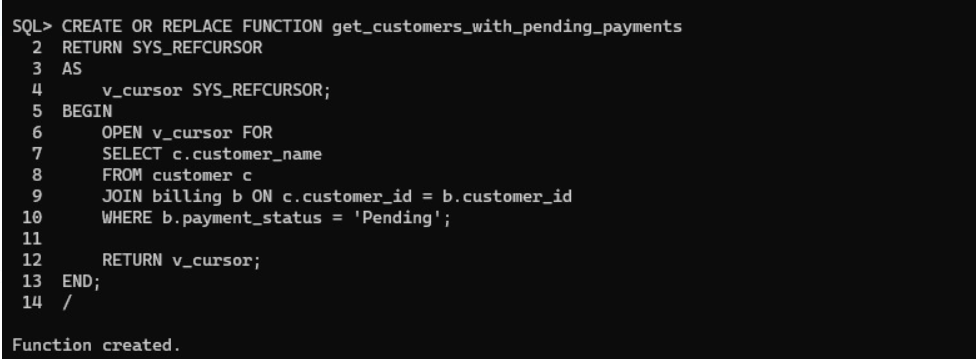 SQL> CREATE OR REPLACE FUNCTION get_customers_with_pending_payments
  2  RETURN SYS_REFCURSOR
  3  AS
  4      v_cursor SYS_REFCURSOR;
  5  BEGIN
  6      OPEN v_cursor FOR
  7      SELECT c.customer_name
  8      FROM customer c
  9      JOIN billing b ON c.customer_id = b.customer_id
 10      WHERE b.payment_status = 'Pending';
 11
 12      RETURN v_cursor;
 13  END;
 14  /
Function created.